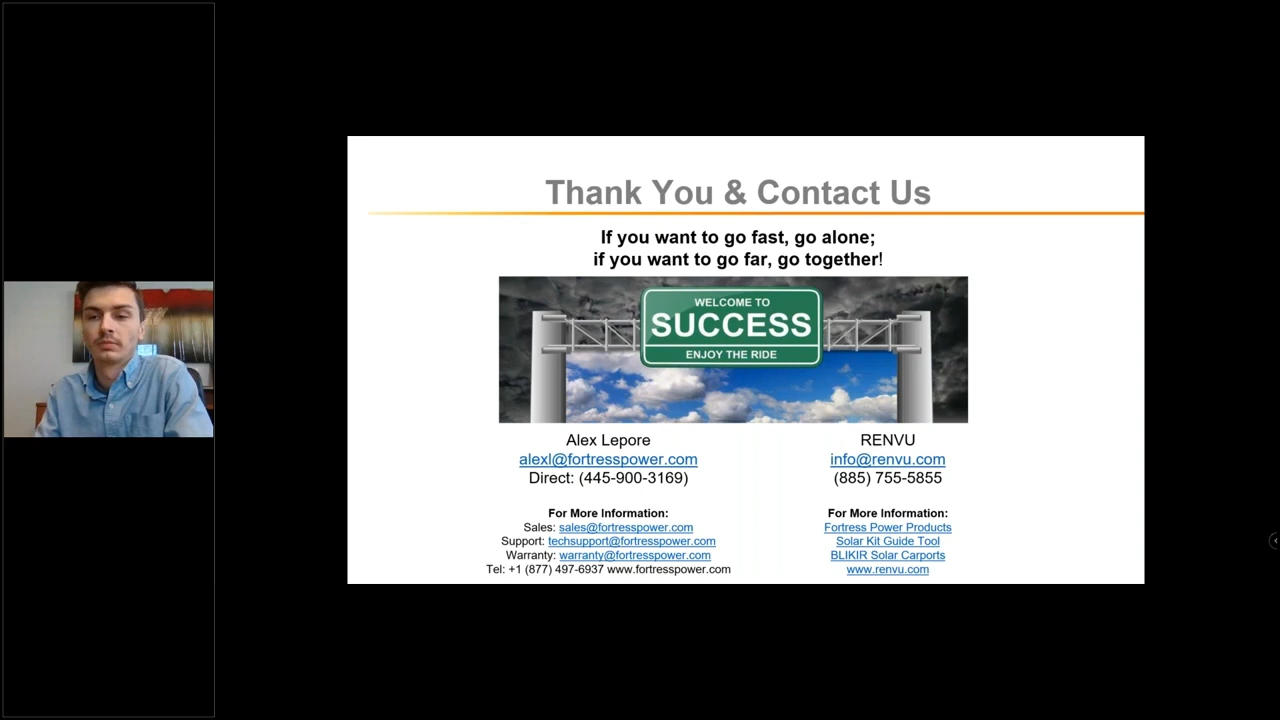 Thank You & Contact Us
If you want to go fast, go alone;
if you want to go far, go together!
WELCOME TO
SUCCESS
ENJOY THE RIDE
Alex Lepore
alexl@fortresspower.com
Direct: (445-900-3169)
For More Information:
Sales: sales@fortresspower.com
Support: techsupport@fortresspower.com
Warranty: warranty@fortresspower.com
Tel: +1 (877) 497-6937 www.fortresspower.com
RENVU
info@renvu.com
(885) 755-5855
For More Information:
Fortress Power Products
Solar Kit Guide Tool
BLIKIR Solar Carports
www.renvu.com